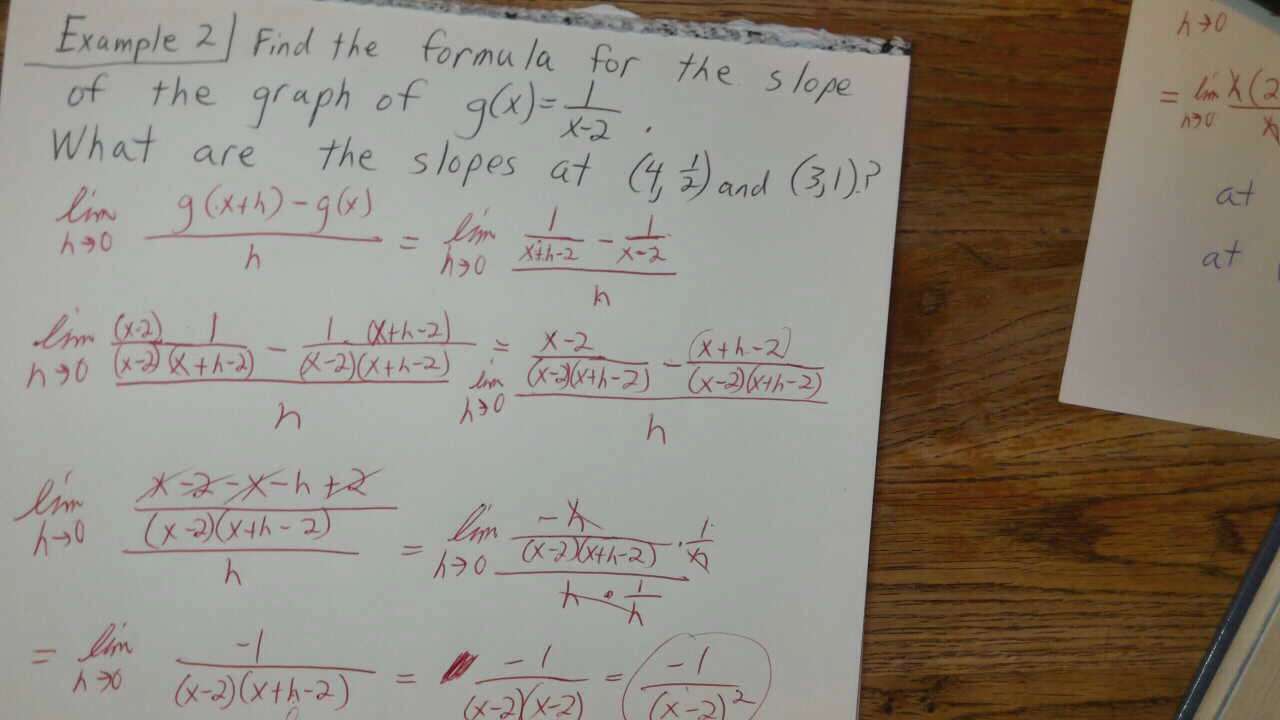 Example 2 Find the formula for the slope
of the graph of g(x)=1/(x-2).
What are the slopes at (4, 1/2) and (3,1)?
lim h→0 (g(x+h)-g(x))/h = lim h→0 (1/(x+h-2) - 1/(x-2))/h
lim h→0 ((x-2)1/((x-2)(x+h-2)) - 1(x+h-2)/((x-2)(x+h-2)))/h = lim h→0 ((x-2)/((x-2)(x+h-2)) - (x+h-2)/((x-2)(x+h-2)))/h
lim h→0 ((x-2-x-h+2)/((x-2)(x+h-2)))/h = lim h→0 (-h/((x-2)(x+h-2)) · 1/h)/(h · 1/h)
= lim h→0 -1/((x-2)(x+h-2)) = -1/((x-2)(x-2)) = -1/(x-2)^2
h→0
= lim h→0 h(2
at
at